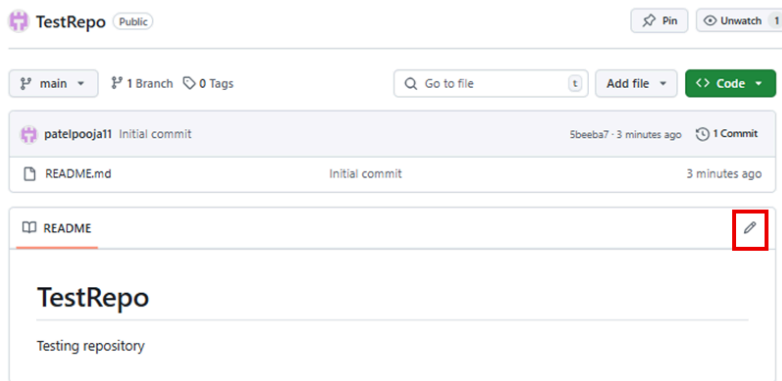 TestRepo Public Pin Unwatch 1
main 1 Branch 0 Tags Go to file t Add file <> Code
patelpooja11 Initial commit 5beeba7 · 3 minutes ago 1 Commit
README.md Initial commit 3 minutes ago
README
TestRepo
Testing repository